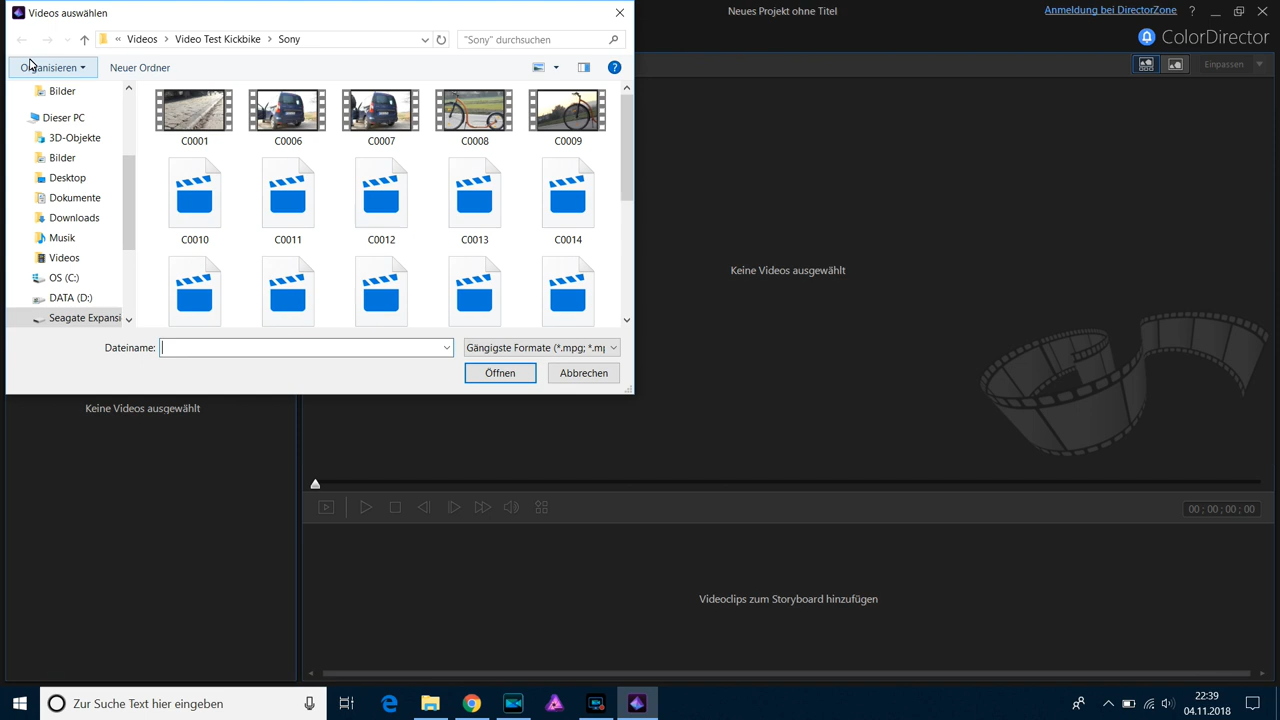 Videos auswählen
Neues Projekt ohne Titel
Anmeldung bei DirectorZone
?
« Videos > Video Test Kickbike > Sony
"Sony" durchsuchen
ColorDirector
Organisieren
Neuer Ordner
Einpassen
Bilder
Dieser PC
3D-Objekte
Bilder
Desktop
Dokumente
Downloads
Musik
Videos
OS (C:)
DATA (D:)
Seagate Expansi
C0001
C0006
C0007
C0008
C0009
C0010
C0011
C0012
C0013
C0014
Keine Videos ausgewählt
Dateiname:
Gängigste Formate (*.mpg; *.mp
Öffnen
Abbrechen
Keine Videos ausgewählt
00 ; 00 ; 00 ; 00
Videoclips zum Storyboard hinzufügen
Zur Suche Text hier eingeben
22:39
04.11.2018